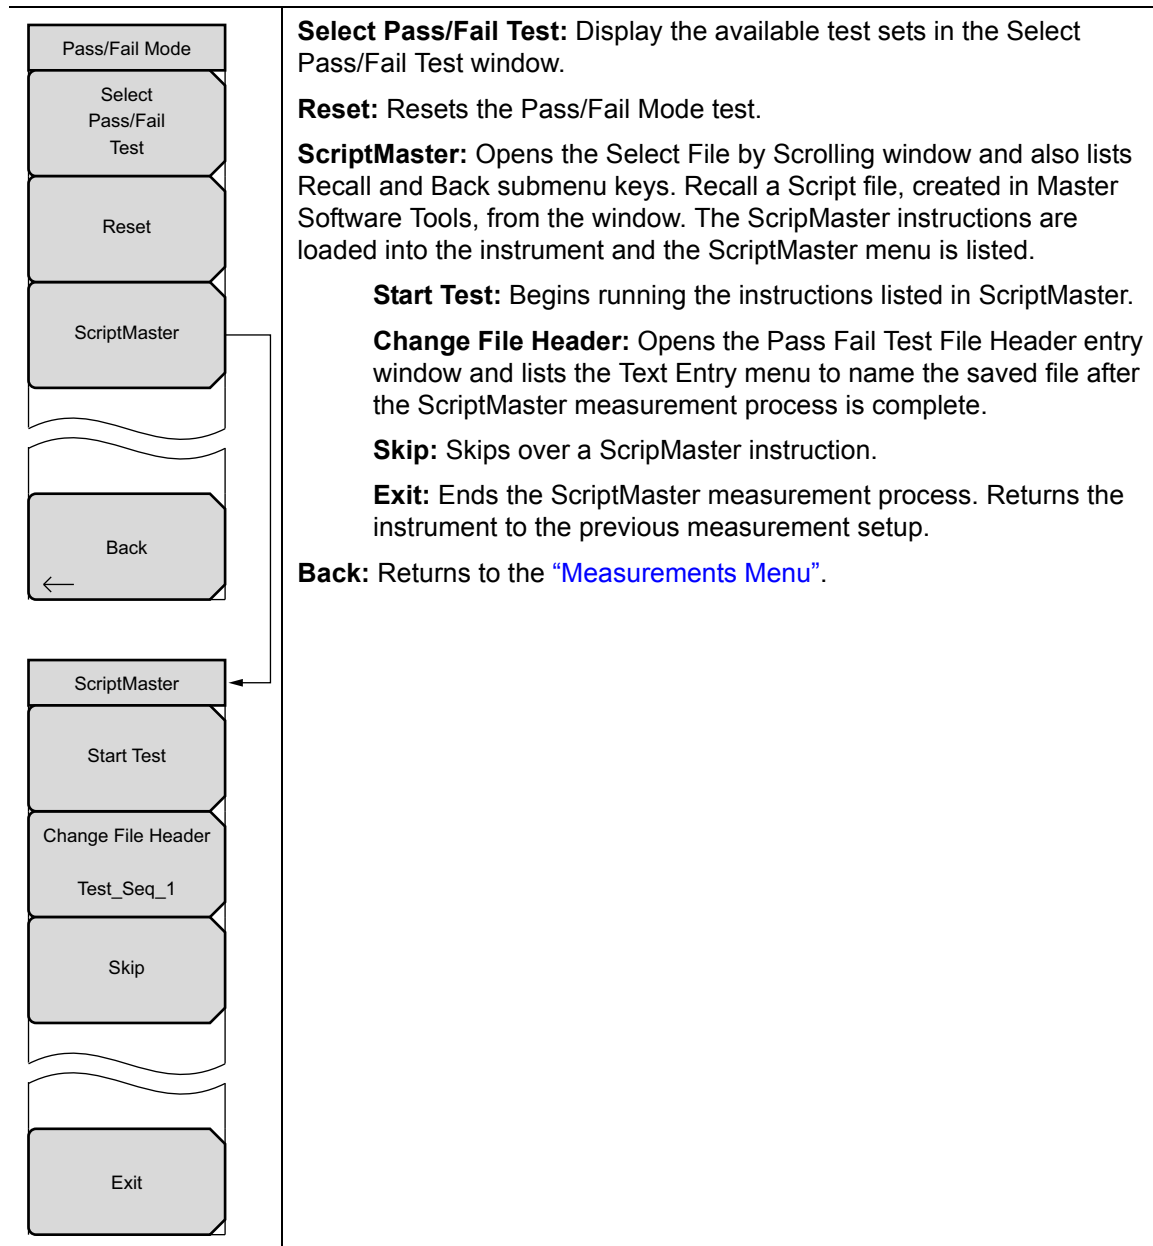 Pass/Fail Mode
Select
Pass/Fail
Test
Reset
ScriptMaster
Back
ScriptMaster
Start Test
Change File Header
Test_Seq_1
Skip
Exit
Select Pass/Fail Test: Display the available test sets in the Select
Pass/Fail Test window.
Reset: Resets the Pass/Fail Mode test.
ScriptMaster: Opens the Select File by Scrolling window and also lists
Recall and Back submenu keys. Recall a Script file, created in Master
Software Tools, from the window. The ScripMaster instructions are
loaded into the instrument and the ScriptMaster menu is listed.
Start Test: Begins running the instructions listed in ScriptMaster.
Change File Header: Opens the Pass Fail Test File Header entry
window and lists the Text Entry menu to name the saved file after
the ScriptMaster measurement process is complete.
Skip: Skips over a ScripMaster instruction.
Exit: Ends the ScriptMaster measurement process. Returns the
instrument to the previous measurement setup.
Back: Returns to the “Measurements Menu”.